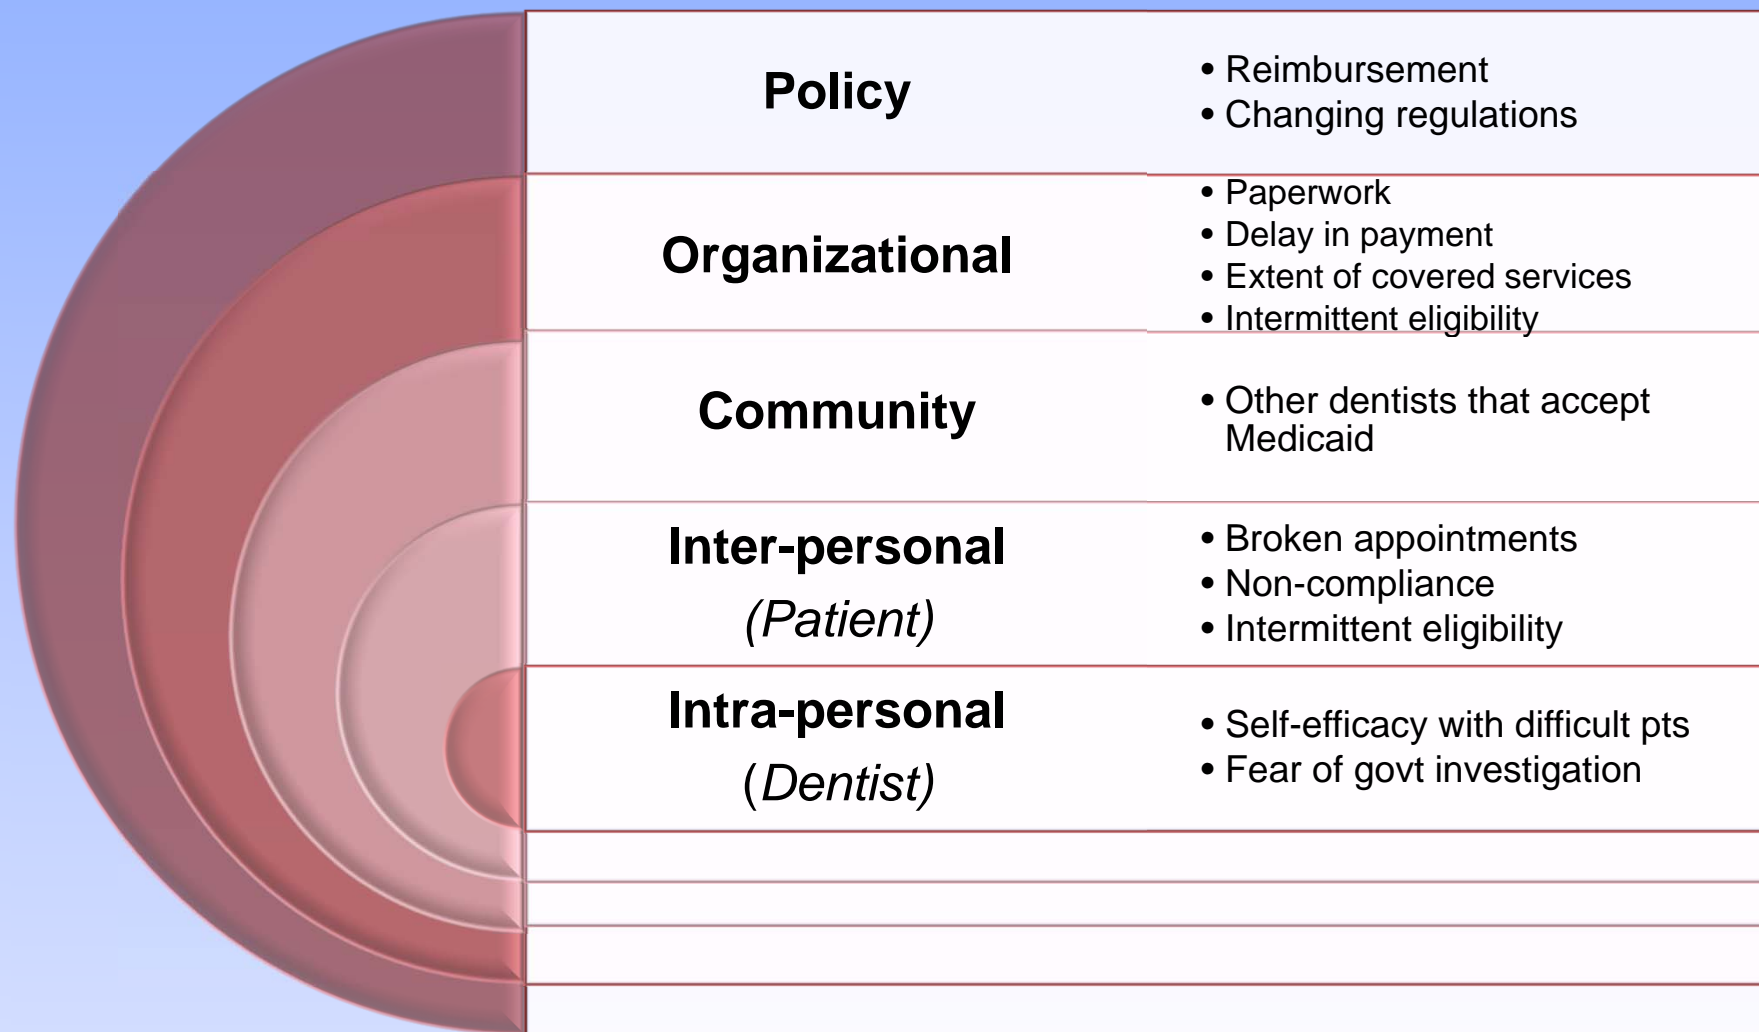 Policy
• Reimbursement
• Changing regulations
Organizational
• Paperwork
• Delay in payment
• Extent of covered services
• Intermittent eligibility
Community
• Other dentists that accept
Medicaid
Inter-personal
(Patient)
• Broken appointments
• Non-compliance
• Intermittent eligibility
Intra-personal
(Dentist)
• Self-efficacy with difficult pts
• Fear of govt investigation